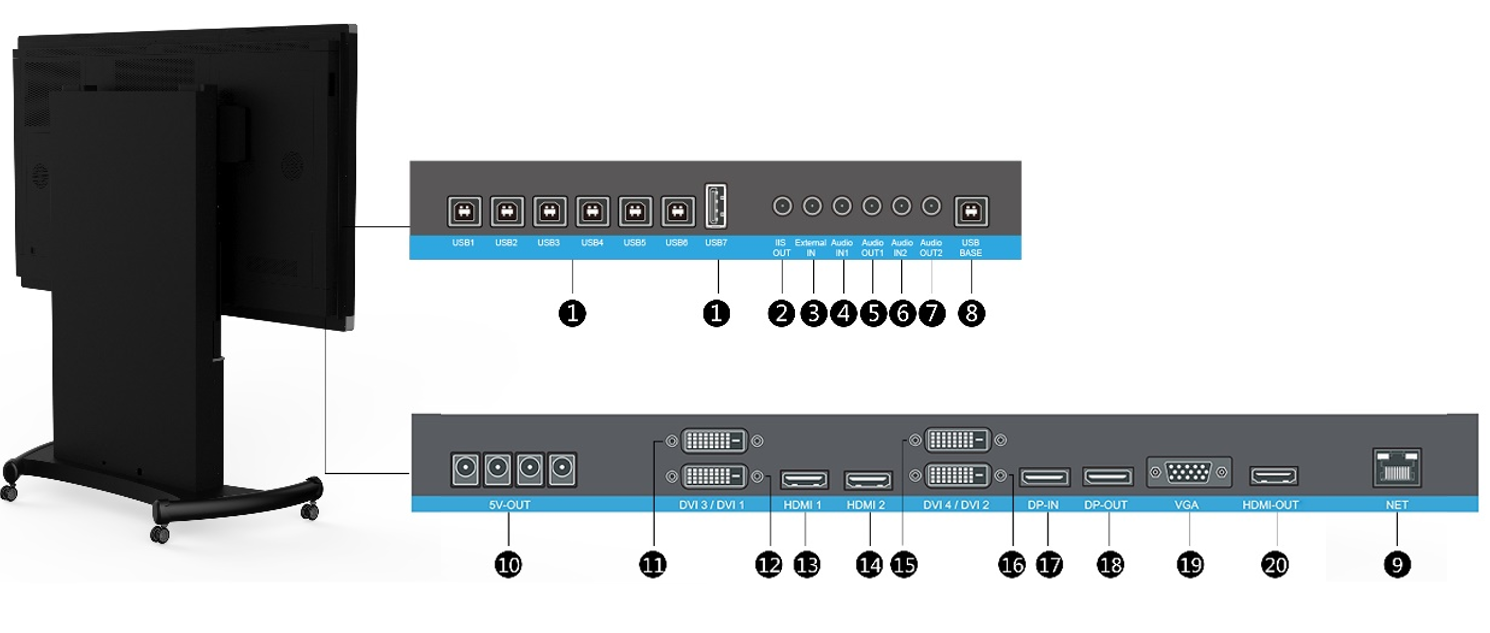 USB1 USB2 USB3 USB4 USB5 USB6 USB7 IIS OUT External IN Audio IN1 Audio OUT1 Audio IN2 Audio OUT2 USB BASE
1 1 2 3 4 5 6 7 8
5V-OUT DVI 3 / DVI 1 HDMI 1 HDMI 2 DVI 4 / DVI 2 DP-IN DP-OUT VGA HDMI-OUT NET
10 11 12 13 14 15 16 17 18 19 20 9